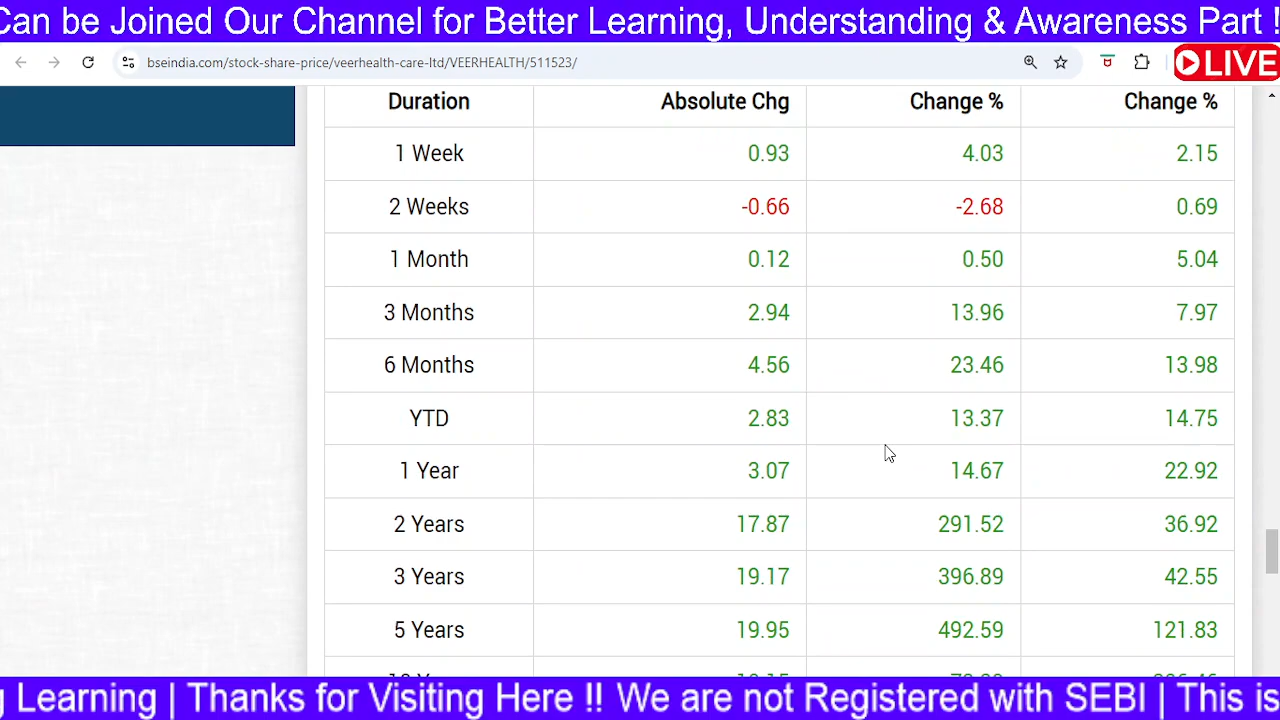 Can be Joined Our Channel for Better Learning, Understanding & Awareness Part !
bseindia.com/stock-share-price/veerhealth-care-ltd/VEERHEALTH/511523/
LIVE
Duration Absolute Chg Change % Change %
1 Week 0.93 4.03 2.15
2 Weeks -0.66 -2.68 0.69
1 Month 0.12 0.50 5.04
3 Months 2.94 13.96 7.97
6 Months 4.56 23.46 13.98
YTD 2.83 13.37 14.75
1 Year 3.07 14.67 22.92
2 Years 17.87 291.52 36.92
3 Years 19.17 396.89 42.55
5 Years 19.95 492.59 121.83
g Learning | Thanks for Visiting Here !! We are not Registered with SEBI | This is